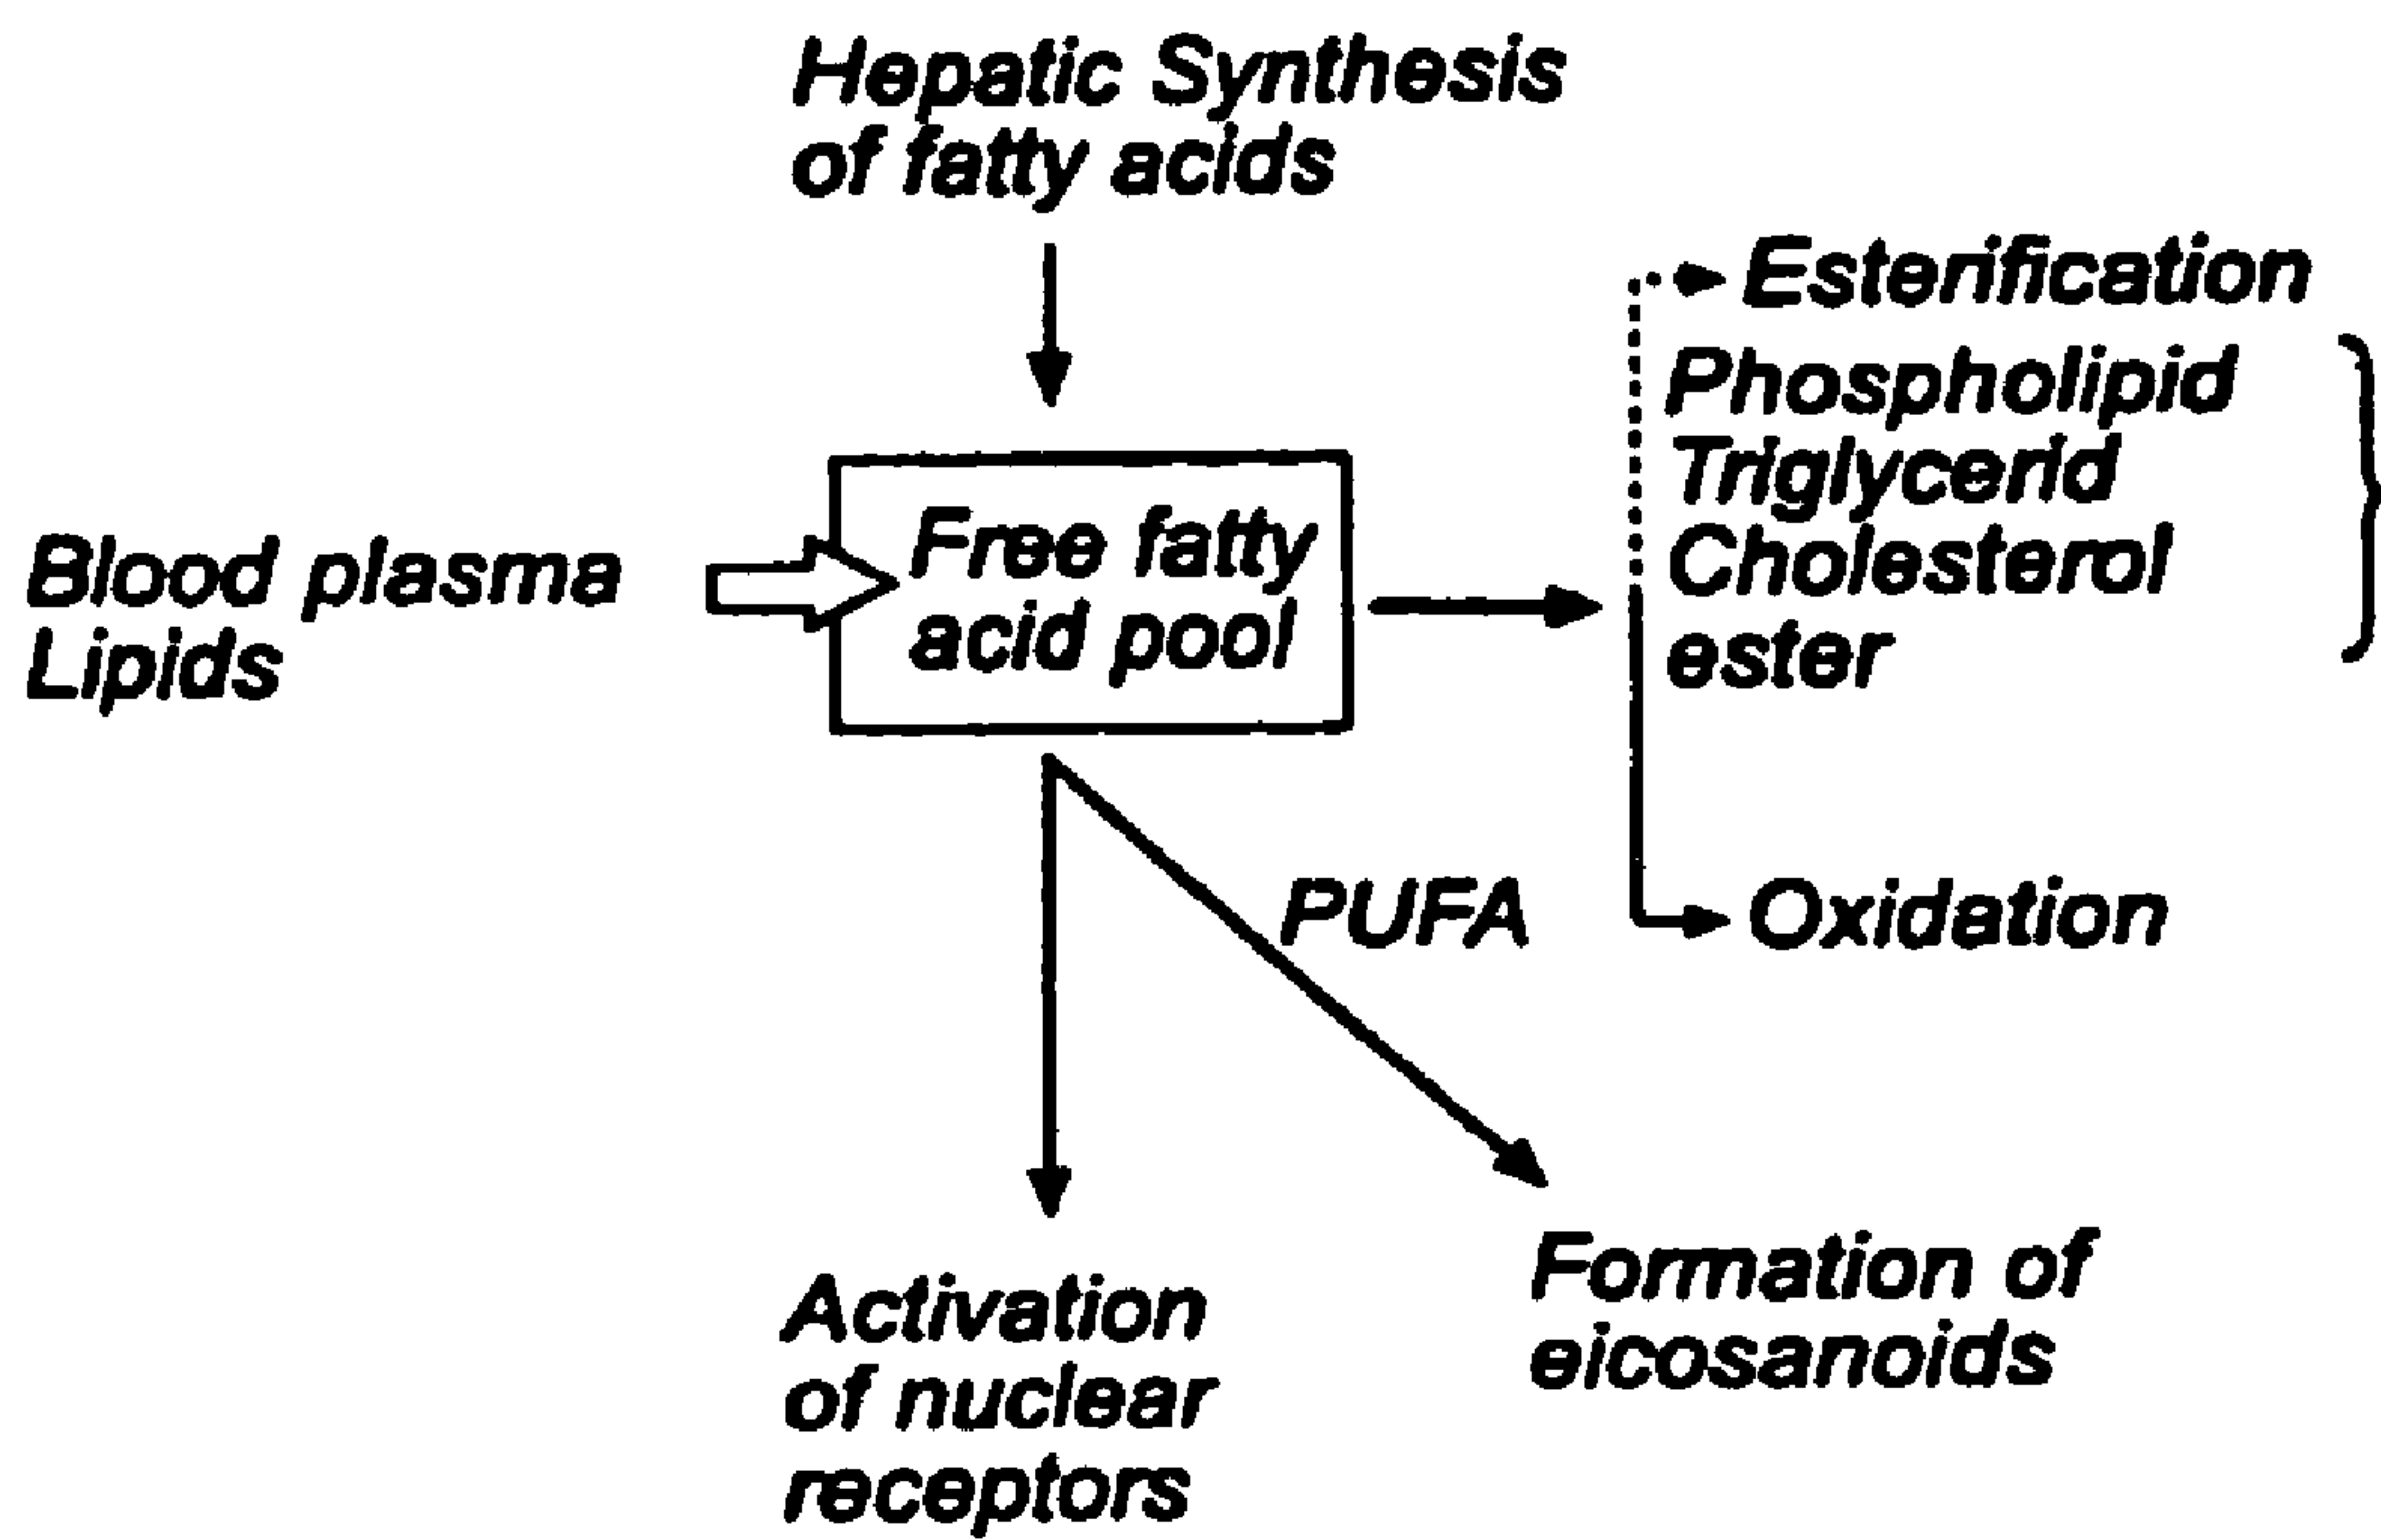 Hepatic Synthesis
of fatty acids
Esterification
Phospholipid
Triglycerid
Cholesterol
ester
Free fatty
acid pool
Blood plasma
Lipids
PUFA
Oxidation
Formation of
eicosanoids
Activation
of nuclear
receptors